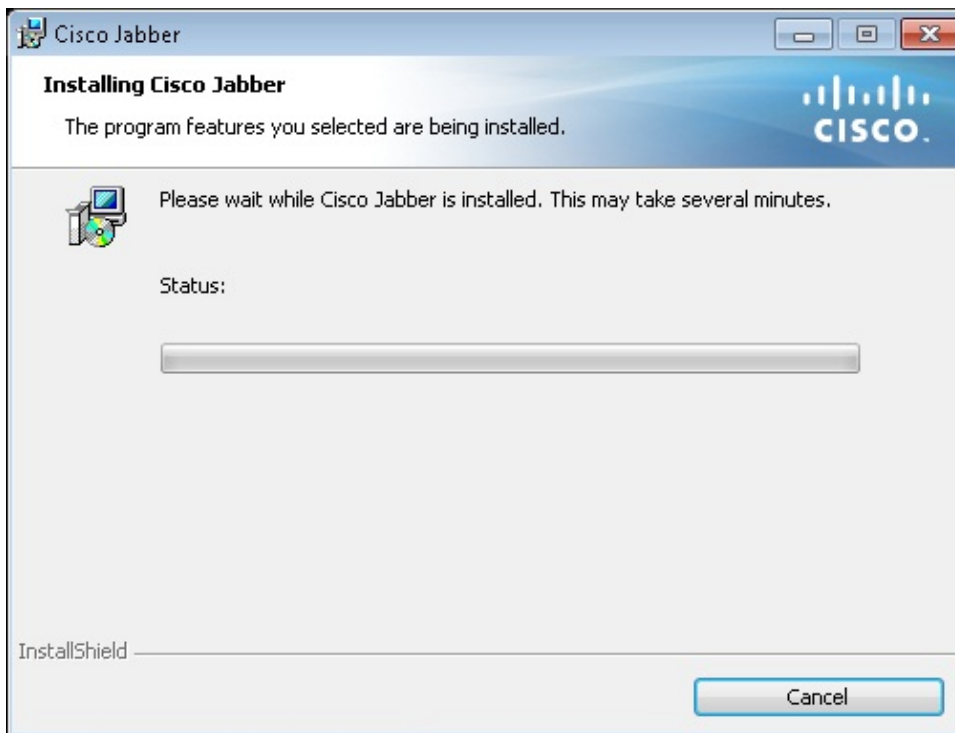 Cisco Jabber
Installing Cisco Jabber
The program features you selected are being installed.
CISCO.
Please wait while Cisco Jabber is installed. This may take several minutes.
Status:
InstallShield
Cancel